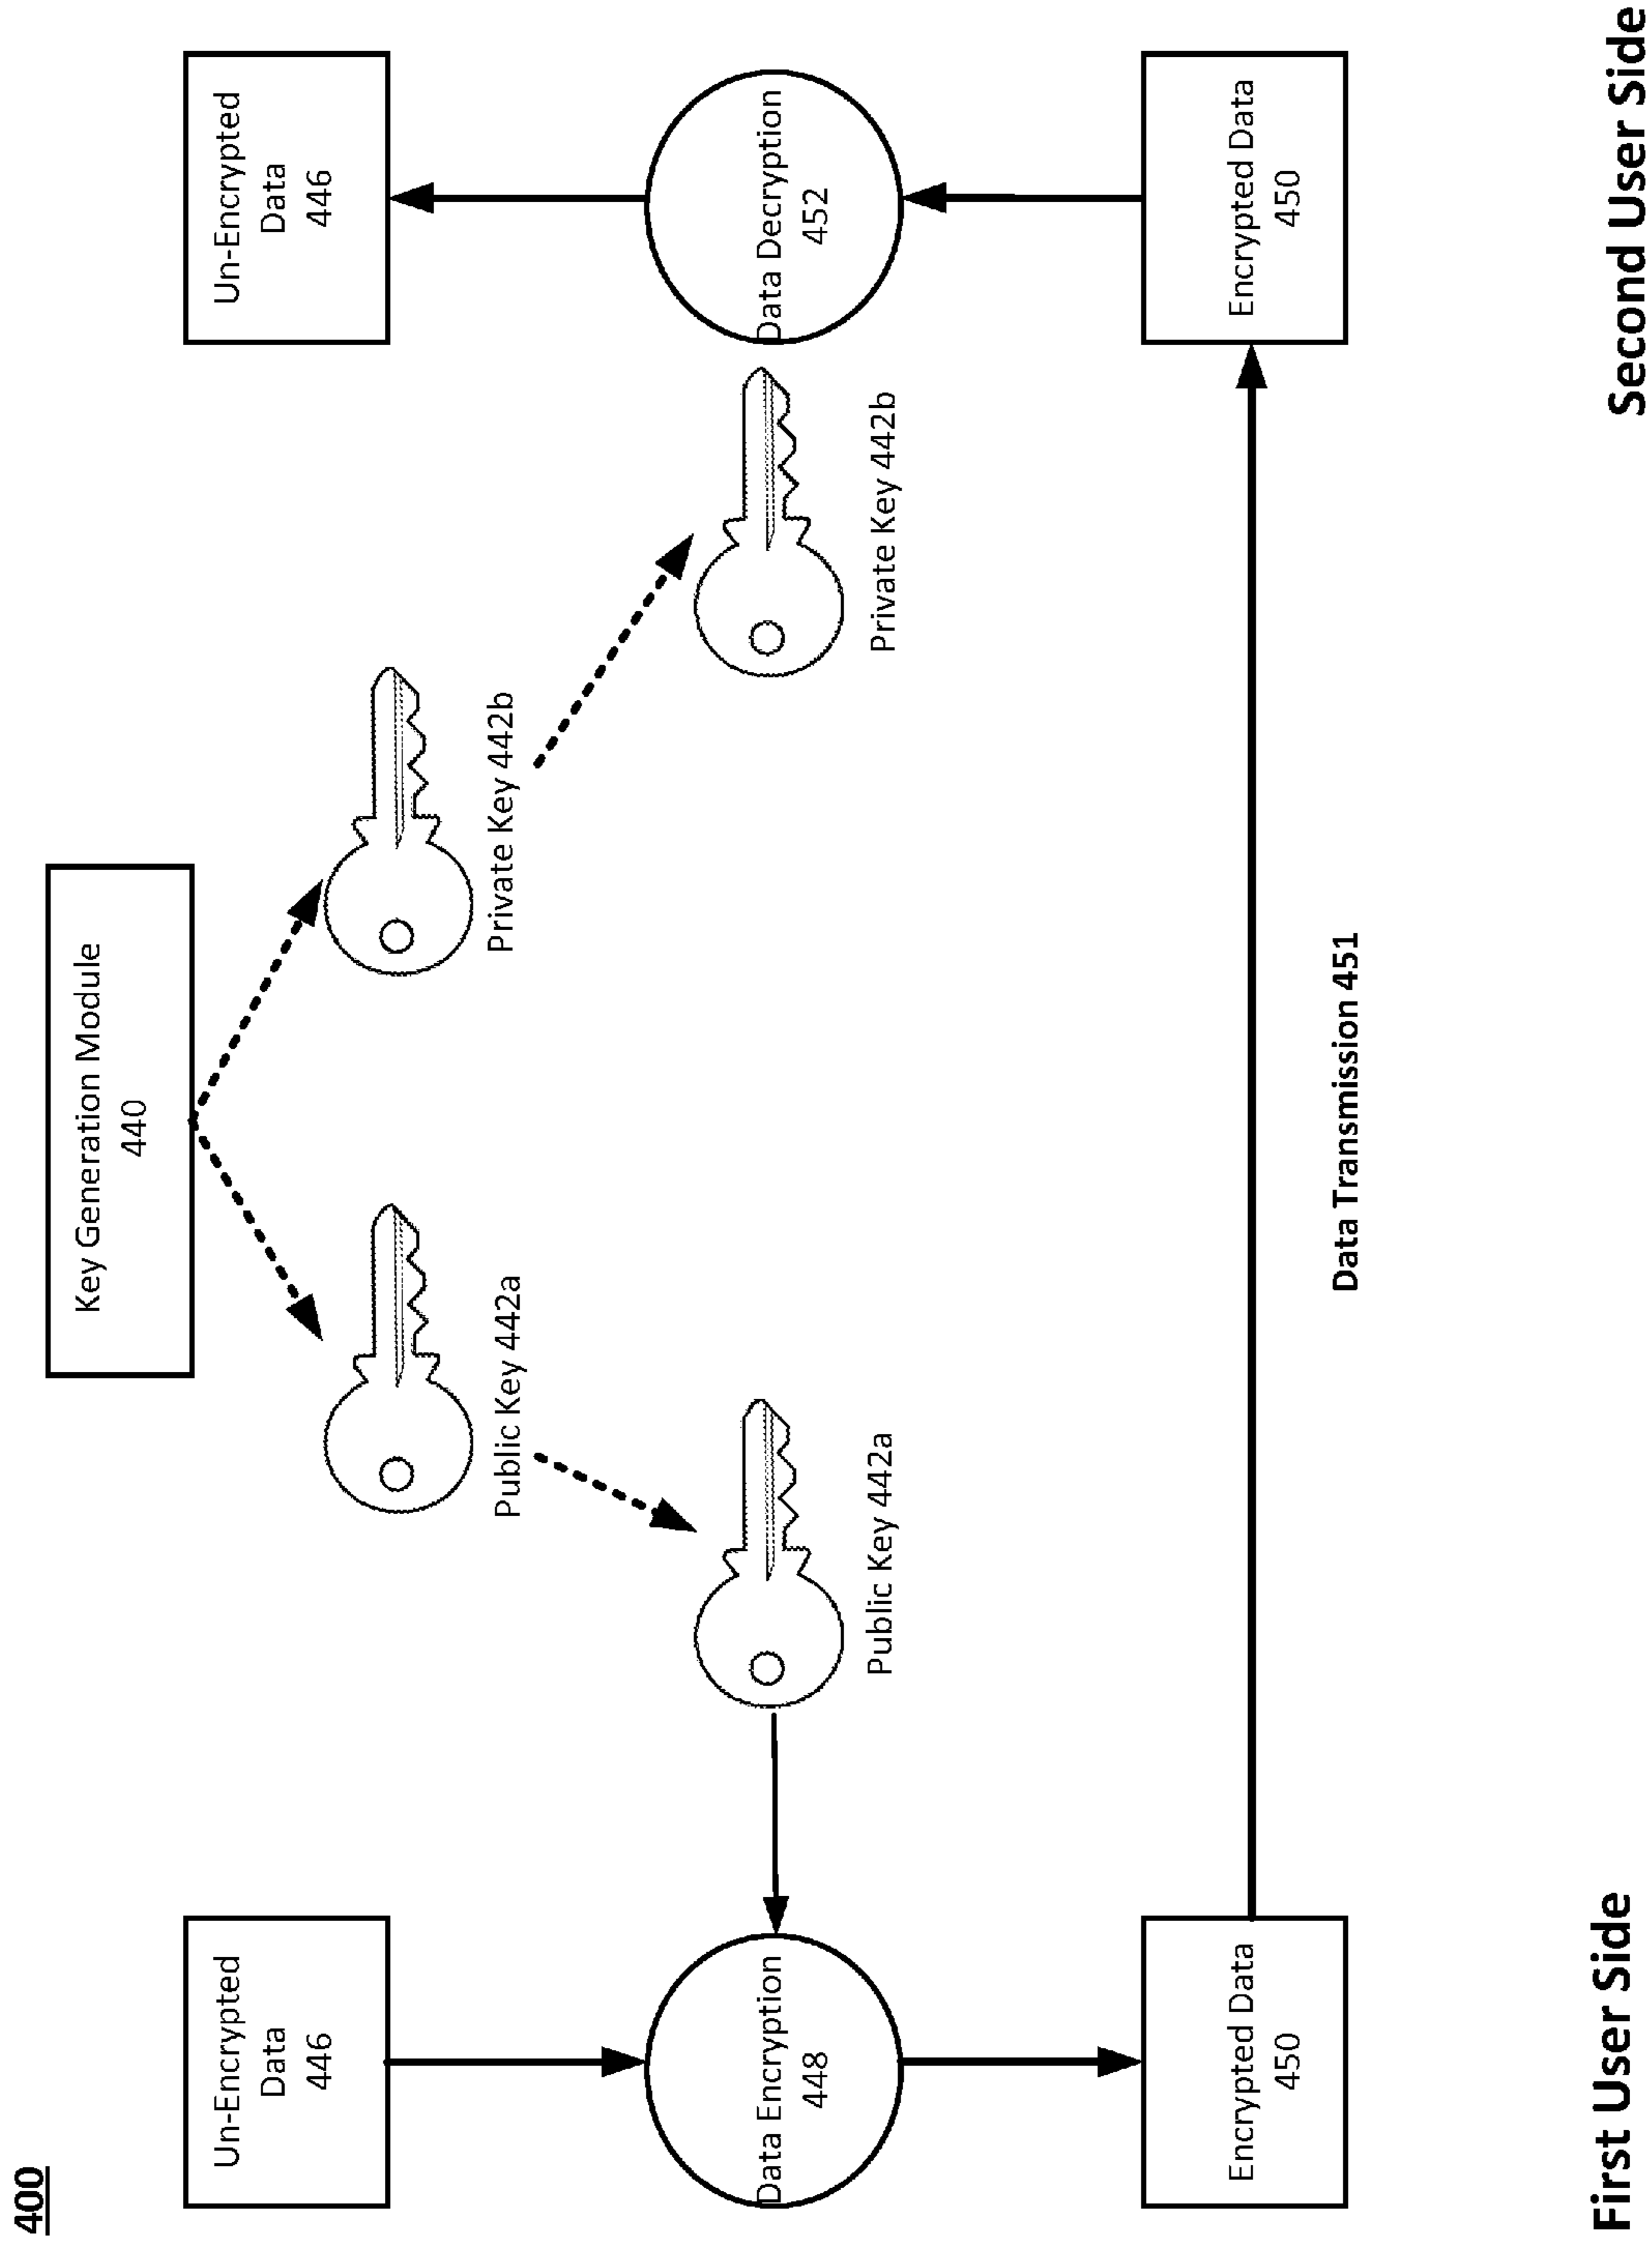 400
Key Generation Module
440
Un-Encrypted
Data
446
Un-Encrypted
Data
446
Public Key 442a
Private Key 442b
Data Encryption
448
Public Key 442a
Private Key 442b
Data Decryption
452
Encrypted Data
450
Encrypted Data
450
Data Transmission 451
First User Side
Second User Side